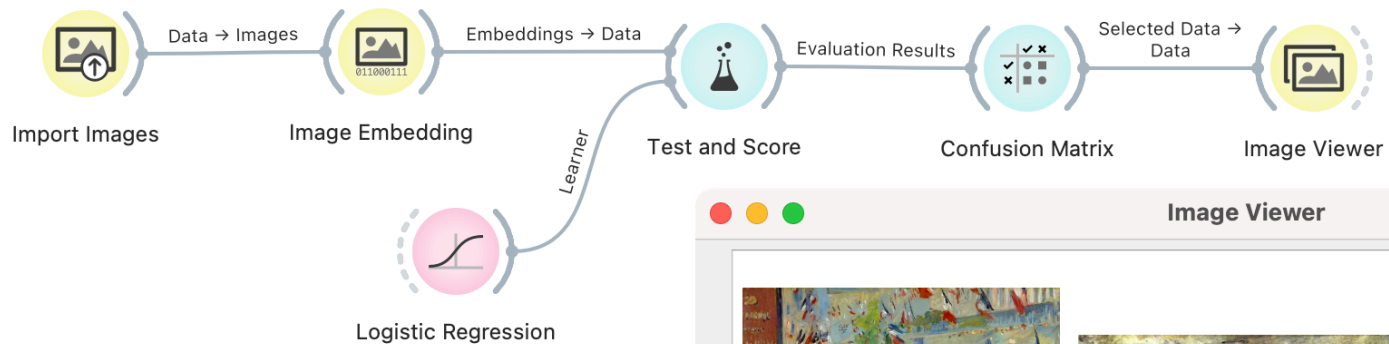 Data → Images
Embeddings → Data
Evaluation Results
Selected Data →
Data
011000111
Import Images
Image Embedding
Test and Score
Confusion Matrix
Image Viewer
Learner
Image Viewer
Logistic Regression